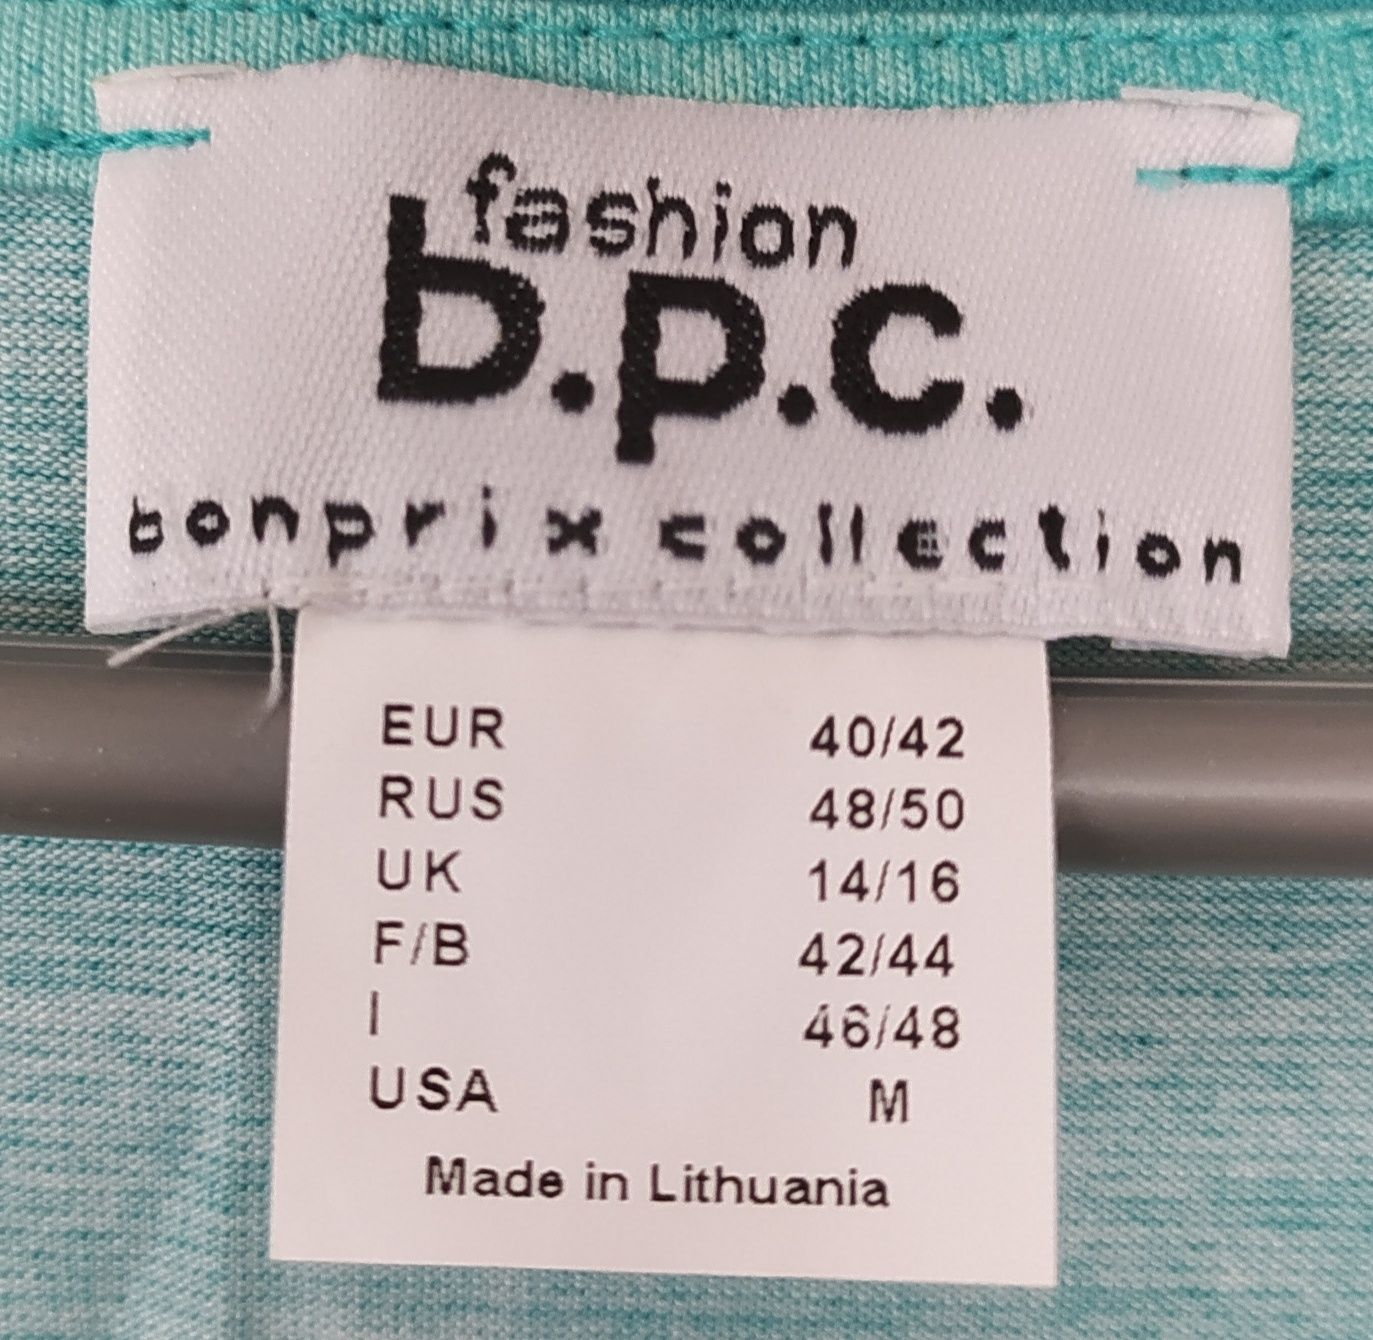 fashion
b.p.c.
bonprix collection
EUR 40/42
RUS 48/50
UK 14/16
F/B 42/44
I 46/48
USA M
Made in Lithuania